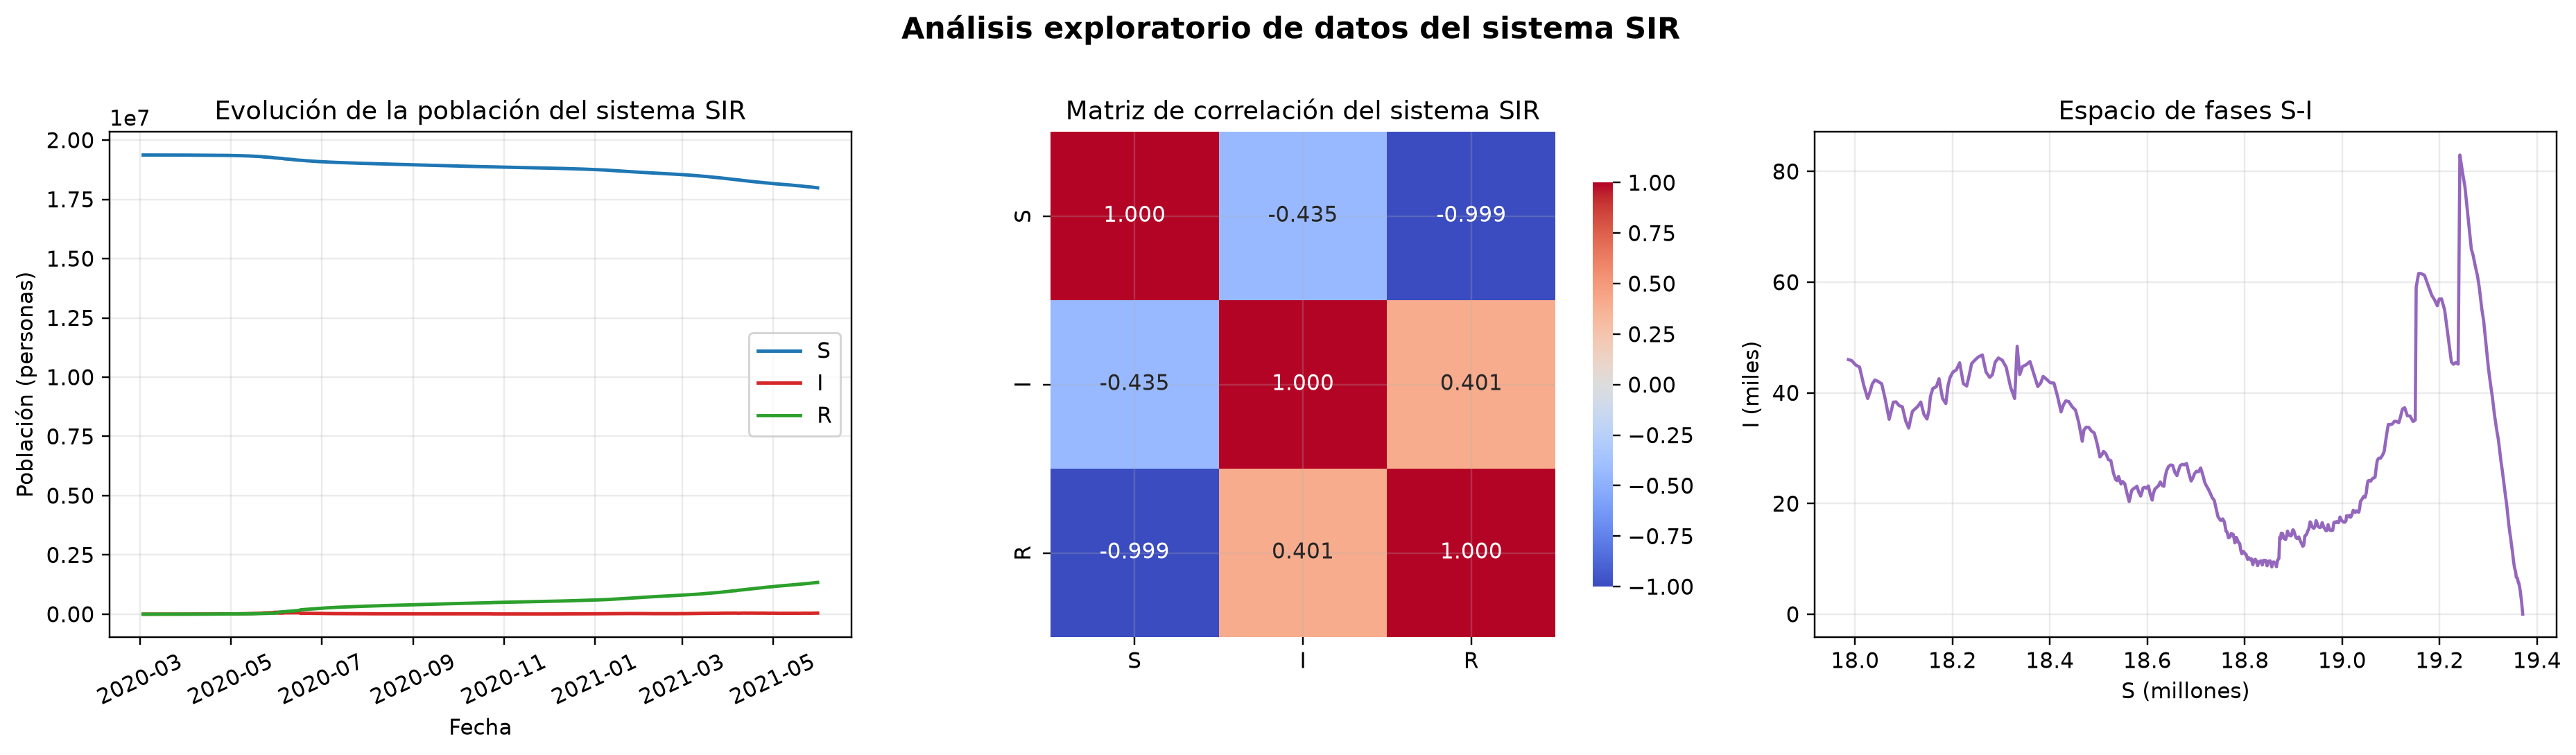 Análisis exploratorio de datos del sistema SIR
Evolución de la población del sistema SIR
1e7
2.00
1.75
1.50
1.25
1.00
0.75
0.50
0.25
0.00
Población (personas)
S
I
R
2020-03
2020-05
2020-07
2020-09
2020-11
2021-01
2021-03
2021-05
Fecha
Matriz de correlación del sistema SIR
S
I
R
1.000 -0.435 -0.999
-0.435 1.000 0.401
-0.999 0.401 1.000
S I R
1.00
0.75
0.50
0.25
0.00
−0.25
−0.50
−0.75
−1.00
Espacio de fases S-I
I (miles)
80
60
40
20
0
18.0 18.2 18.4 18.6 18.8 19.0 19.2 19.4
S (millones)